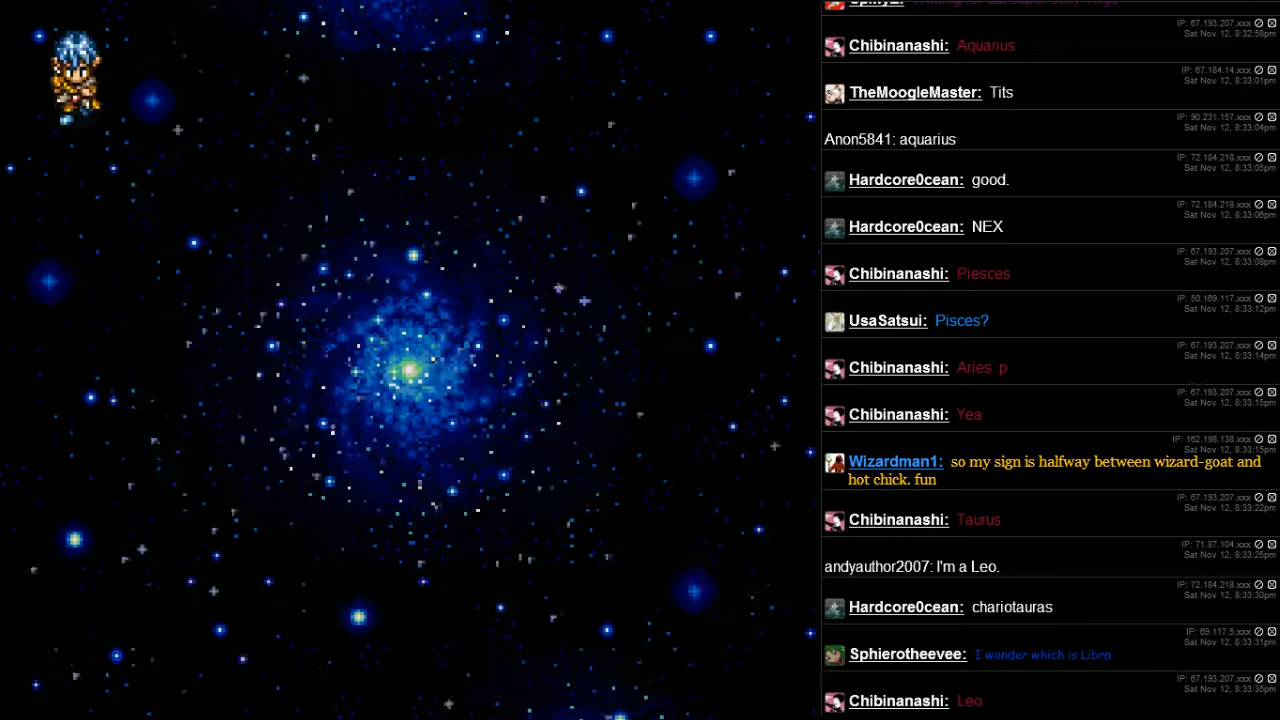 IP: 67.193.207.xxx
Sat Nov 12, 8:32:58pm
Chibinanashi: Aquarius
IP: 67.184.14.xxx
Sat Nov 12, 8:33:01pm
TheMoogleMaster: Tits
IP: 90.231.157.xxx
Sat Nov 12, 8:33:04pm
Anon5841: aquarius
IP: 72.184.218.xxx
Sat Nov 12, 8:33:05pm
Hardcore0cean: good.
IP: 72.184.218.xxx
Sat Nov 12, 8:33:06pm
Hardcore0cean: NEX
IP: 67.193.207.xxx
Sat Nov 12, 8:33:08pm
Chibinanashi: Piesces
IP: 50.169.117.xxx
Sat Nov 12, 8:33:12pm
UsaSatsui: Pisces?
IP: 67.193.207.xxx
Sat Nov 12, 8:33:14pm
Chibinanashi: Aries :p
IP: 67.193.207.xxx
Sat Nov 12, 8:33:15pm
Chibinanashi: Yea
IP: 162.198.138.xxx
Sat Nov 12, 8:33:15pm
Wizardman1: so my sign is halfway between wizard-goat and
hot chick. fun
IP: 67.193.207.xxx
Sat Nov 12, 8:33:22pm
Chibinanashi: Taurus
IP: 71.87.104.xxx
Sat Nov 12, 8:33:25pm
andyauthor2007: I'm a Leo.
IP: 72.184.218.xxx
Sat Nov 12, 8:33:30pm
Hardcore0cean: chariotauras
IP: 69.117.5.xxx
Sat Nov 12, 8:33:31pm
Sphierotheevee: I wonder which is Libra
IP: 67.193.207.xxx
Sat Nov 12, 8:33:35pm
Chibinanashi: Leo